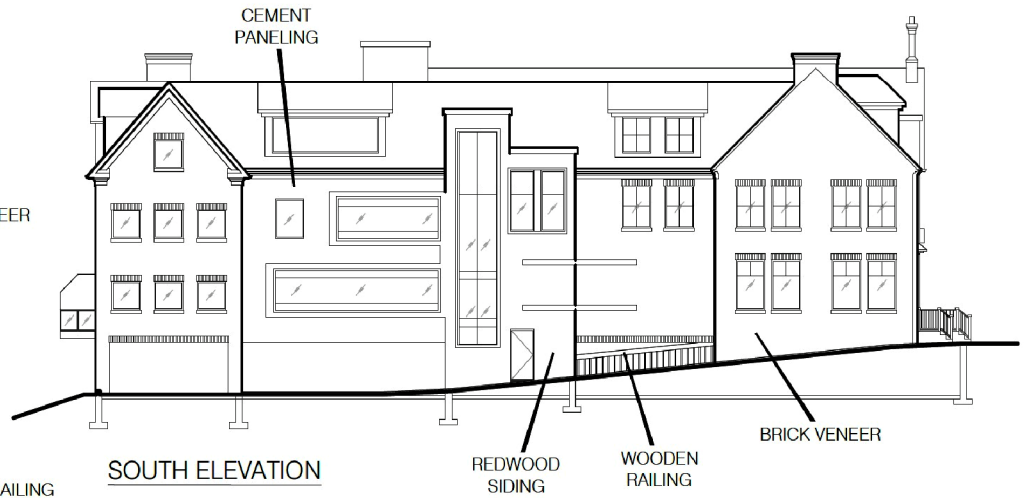 CEMENT
PANELING
EER
BRICK VENEER
REDWOOD
SIDING
WOODEN
RAILING
SOUTH ELEVATION
AILING